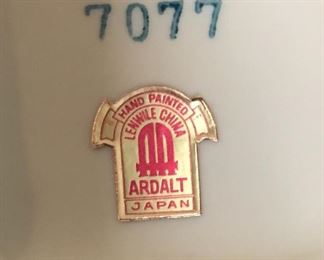 7077
HAND PAINTED
LENWILE CHINA
ARDALT
JAPAN